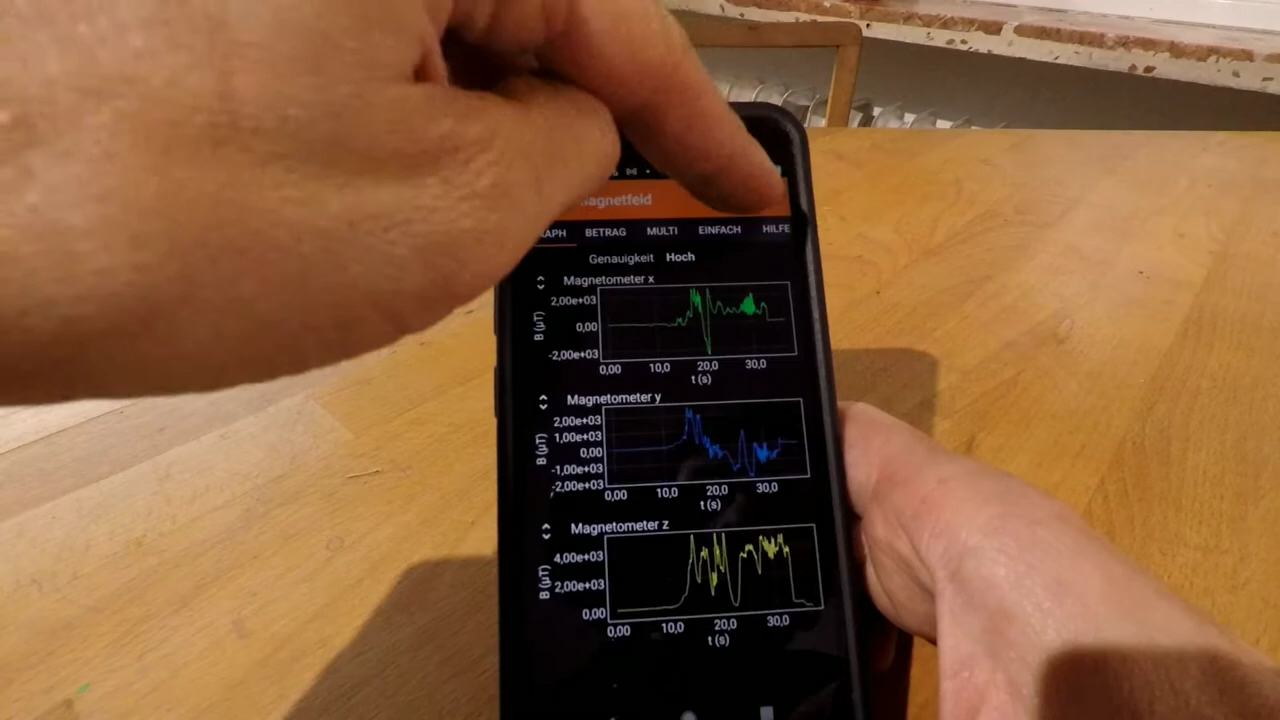 agnetfeld
APH BETRAG MULTI EINFACH HILFE
Genauigkeit Hoch
Magnetometer x
2,00e+03
0,00
-2,00e+03
B (µT)
0,00 10,0 20,0 30,0
t (s)
Magnetometer y
2,00e+03
1,00e+03
0,00
-1,00e+03
-2,00e+03
B (µT)
0,00 10,0 20,0 30,0
t (s)
Magnetometer z
4,00e+03
2,00e+03
0,00
B (µT)
0,00 10,0 20,0 30,0
t (s)